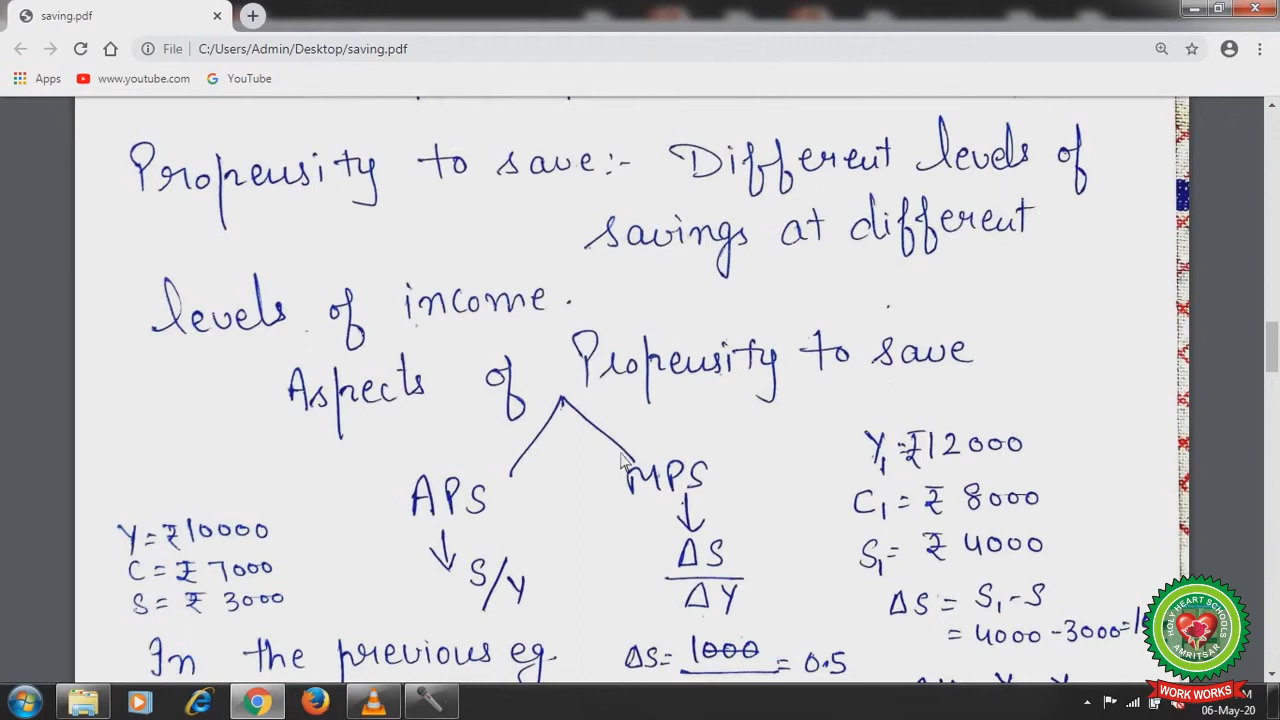 saving.pdf
File C:/Users/Admin/Desktop/saving.pdf
Apps www.youtube.com YouTube
Propensity to save:- Different levels of
savings at different
levels of income.
Aspects of Propensity to save
APS
S/Y
MPS
ΔS
ΔY
Y = ₹10000
C = ₹ 7000
S = ₹ 3000
Y₁ = ₹12000
C₁ = ₹ 8000
S₁ = ₹ 4000
ΔS = S₁-S
= 4000-3000=
In the previous eg.
ΔS = 1000 = 0.5
HOLY HEART SCHOOLS
AMRITSAR
WORK WORKS
06-May-20